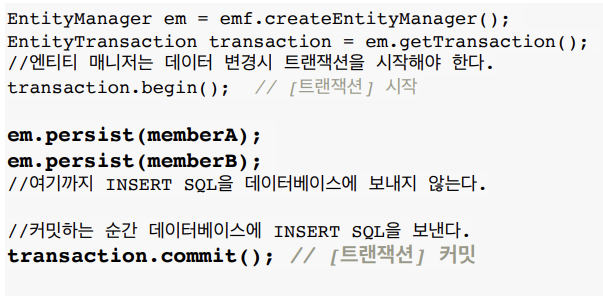 EntityManager em = emf.createEntityManager();
EntityTransaction transaction = em.getTransaction();
//엔티티 매니저는 데이터 변경시 트랜잭션을 시작해야 한다.
transaction.begin();  // [트랜잭션] 시작
em.persist(memberA);
em.persist(memberB);
//여기까지 INSERT SQL을 데이터베이스에 보내지 않는다.
//커밋하는 순간 데이터베이스에 INSERT SQL을 보낸다.
transaction.commit(); // [트랜잭션] 커밋